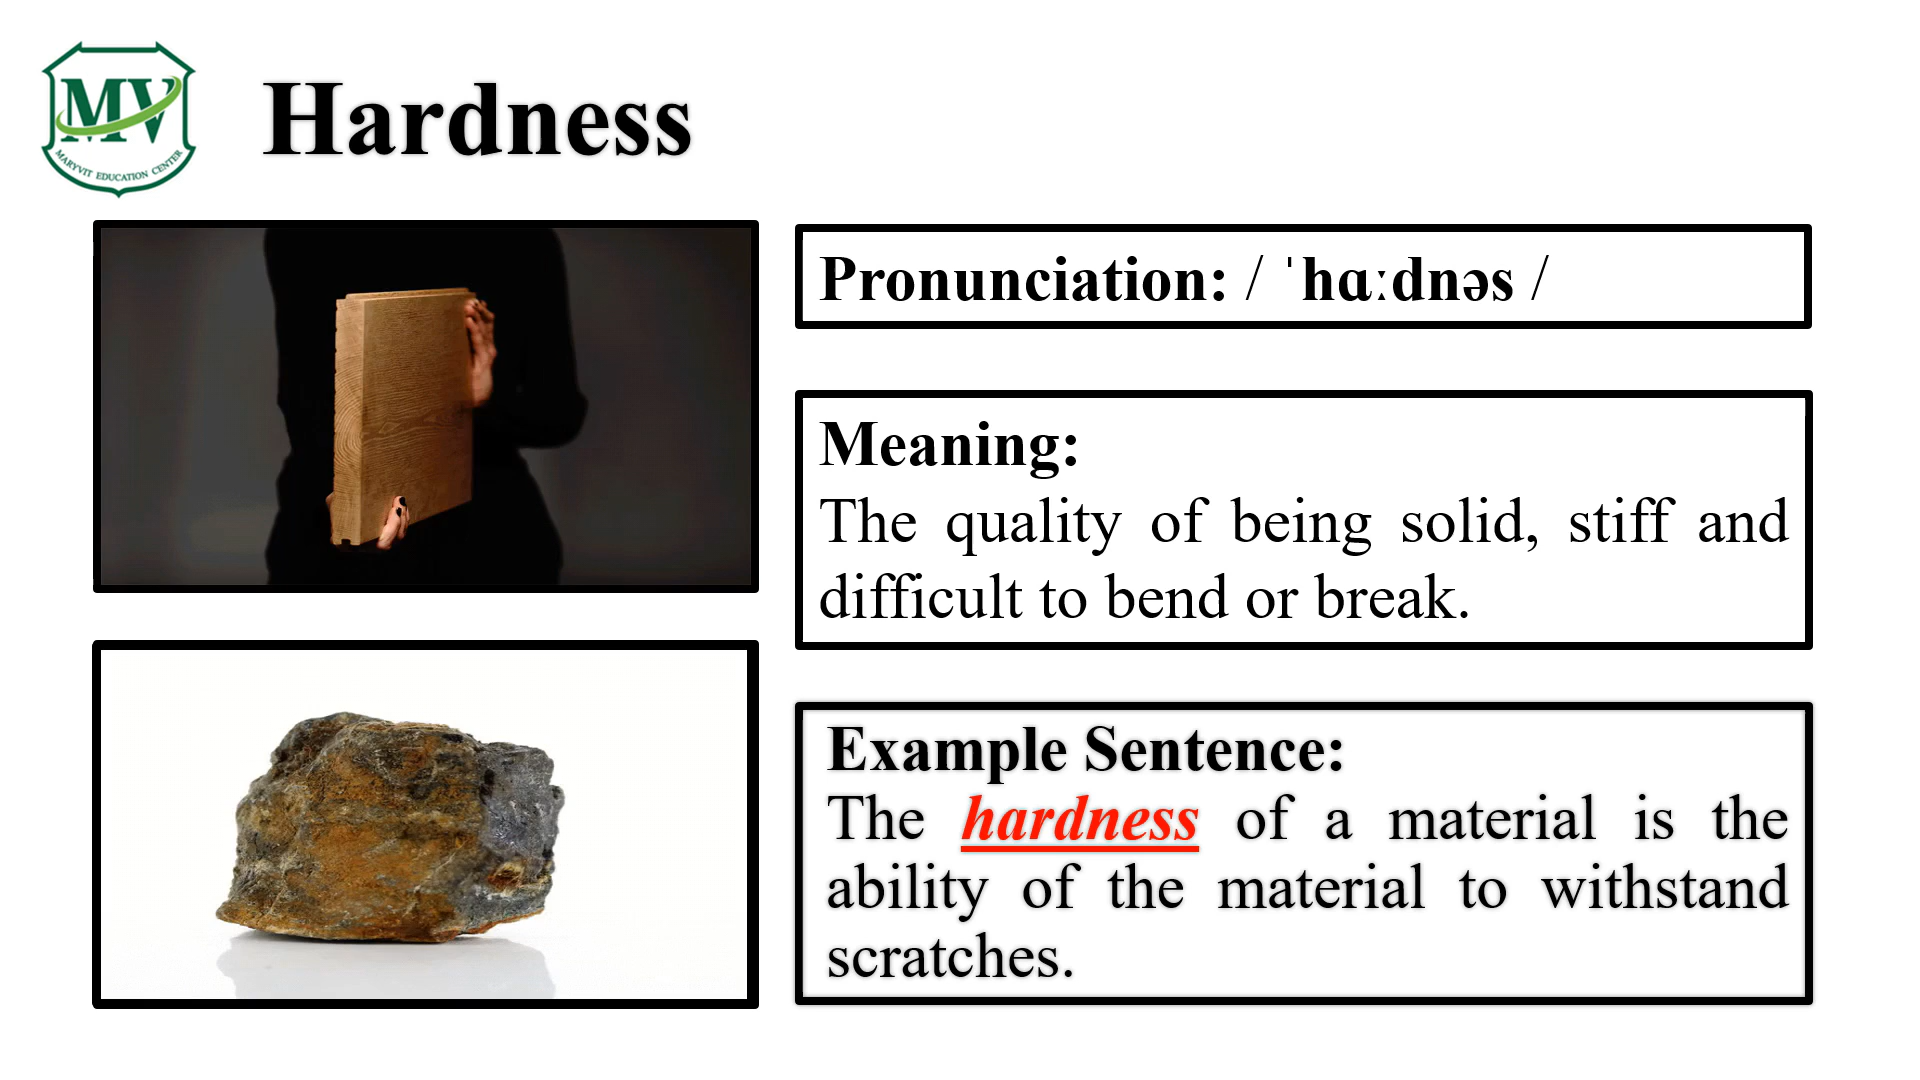 MV
MARYVIT EDUCATION CENTER
Hardness
Pronunciation: / ˈhɑːdnəs /
Meaning:
The quality of being solid, stiff and
difficult to bend or break.
Example Sentence:
The hardness of a material is the
ability of the material to withstand
scratches.